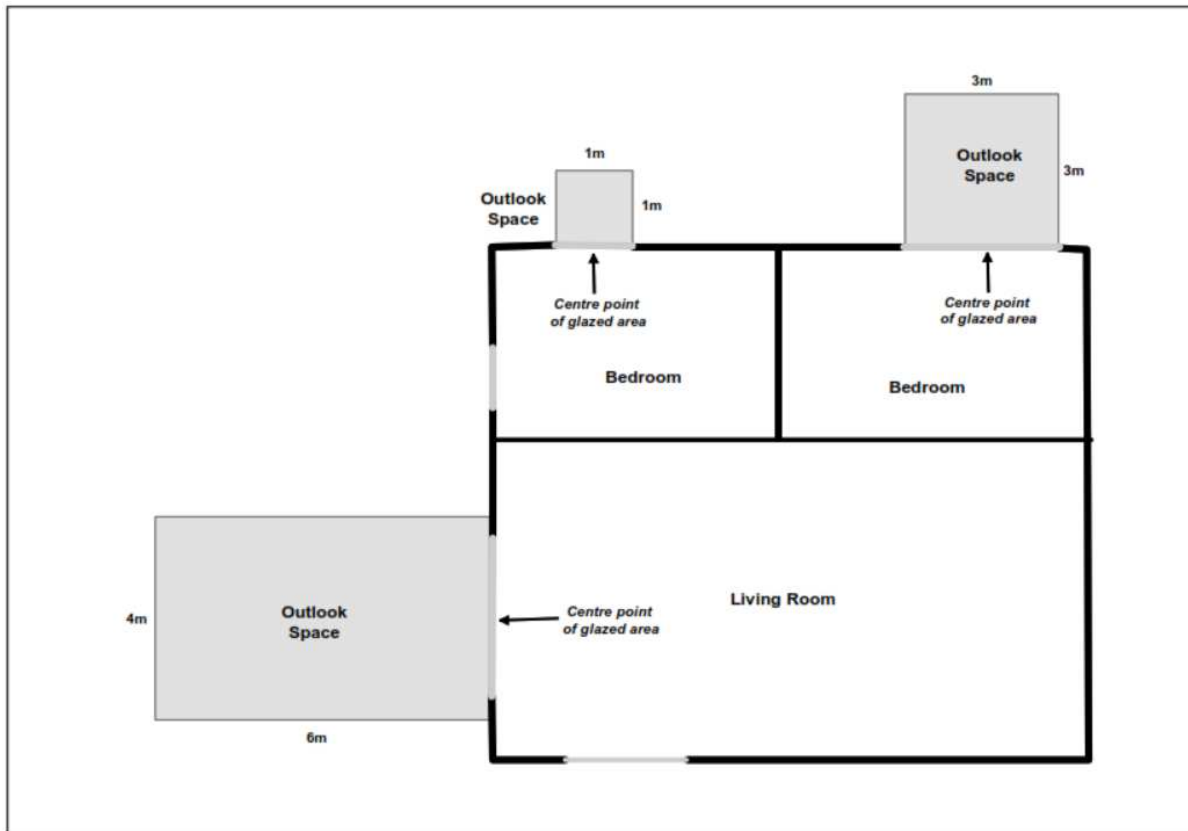 3m
Outlook
Space
3m
1m
Outlook
Space
1m
Centre point
of glazed area
Centre point
of glazed area
Bedroom
Bedroom
Living Room
4m
Outlook
Space
Centre point
of glazed area
6m